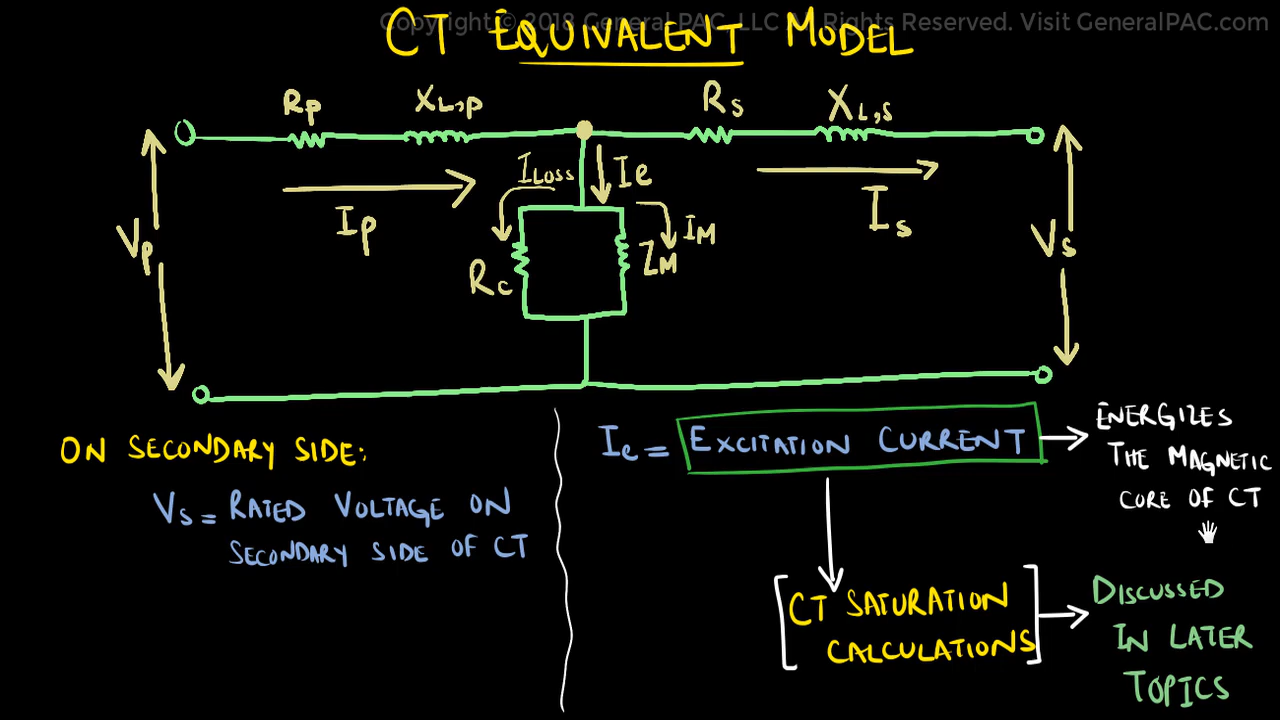 Copyright © 2018 General PAC, LLC All Rights Reserved. Visit GeneralPAC.com
CT EQUIVALENT MODEL
Rp
XL,p
Rs
XL,s
ILoss
Ie
Ip
Is
IM
Vp
Vs
Rc
ZM
ON SECONDARY SIDE:
Vs = RATED VOLTAGE ON
SECONDARY SIDE OF CT
Ie = EXCITATION CURRENT
ENERGIZES
THE MAGNETIC
CORE OF CT
[CT SATURATION
CALCULATIONS]
DISCUSSED
IN LATER
TOPICS